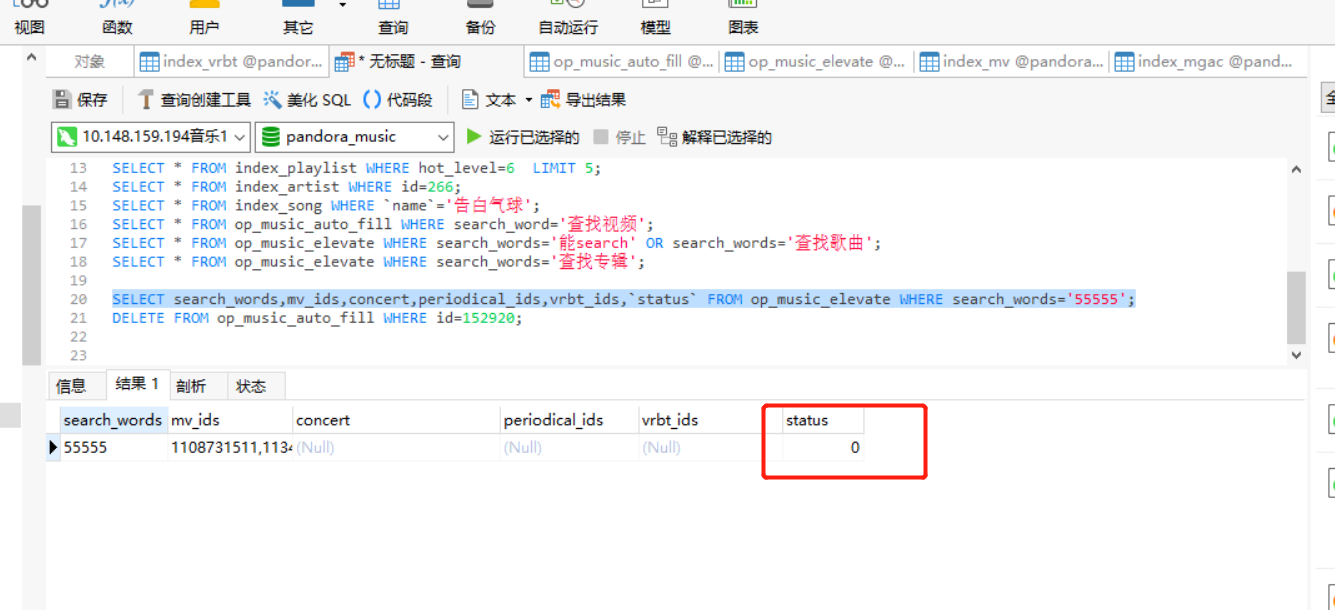 视图 函数 用户 其它 查询 备份 自动运行 模型 图表
对象 index_vrbt @pandor... * 无标题 - 查询 op_music_auto_fill @... op_music_elevate @... index_mv @pandora... index_mgac @pand...
保存 查询创建工具 美化 SQL () 代码段 文本 导出结果
10.148.159.194音乐1 pandora_music 运行已选择的 停止 解释已选择的
13 SELECT * FROM index_playlist WHERE hot_level=6  LIMIT 5;
14 SELECT * FROM index_artist WHERE id=266;
15 SELECT * FROM index_song WHERE `name`='告白气球';
16 SELECT * FROM op_music_auto_fill WHERE search_word='查找视频';
17 SELECT * FROM op_music_elevate WHERE search_words='能search' OR search_words='查找歌曲';
18 SELECT * FROM op_music_elevate WHERE search_words='查找专辑';
19
20 SELECT search_words,mv_ids,concert,periodical_ids,vrbt_ids,`status` FROM op_music_elevate WHERE search_words='55555';
21 DELETE FROM op_music_auto_fill WHERE id=152920;
22
23
信息 结果 1 剖析 状态
search_words mv_ids concert periodical_ids vrbt_ids status
55555 1108731511,1134 (Null) (Null) (Null) 0